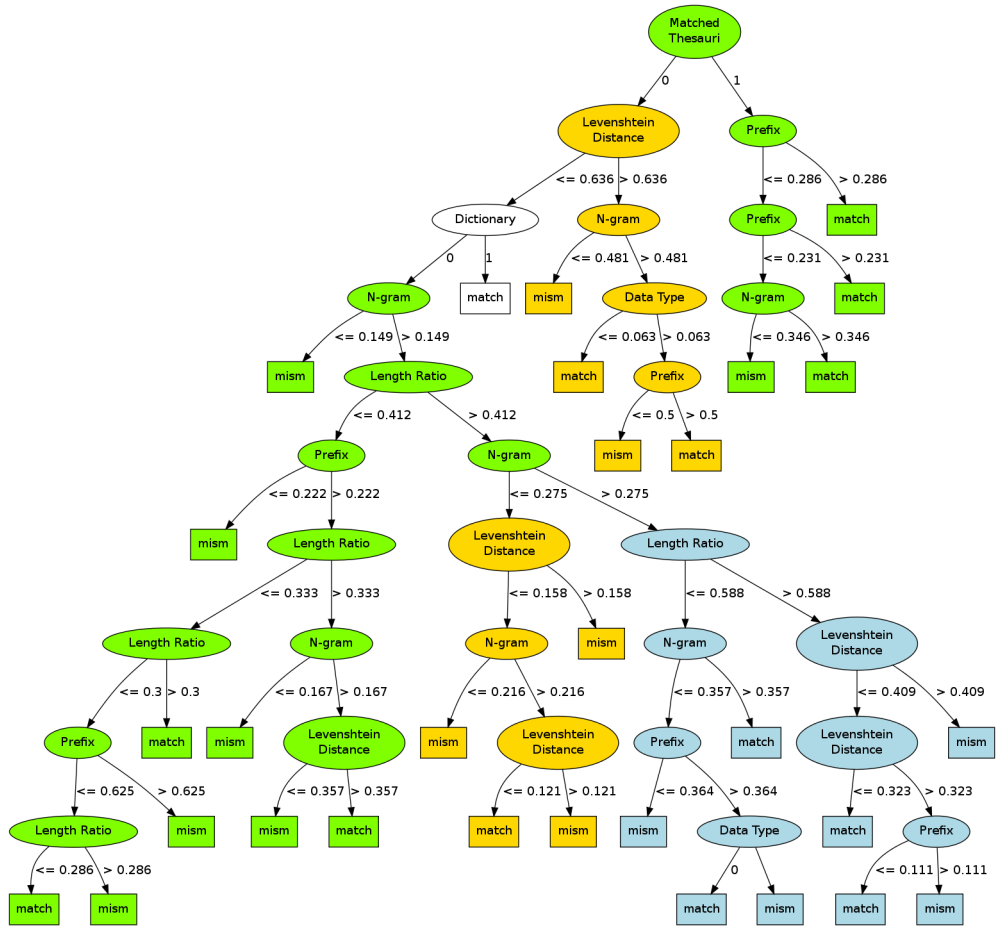 Matched
Thesauri
0
1
Levenshtein
Distance
Prefix
<= 0.636
> 0.636
<= 0.286
> 0.286
Dictionary
N-gram
Prefix
match
0
1
<= 0.481
> 0.481
<= 0.231
> 0.231
N-gram
match
mism
Data Type
N-gram
match
<= 0.149
> 0.149
<= 0.063
> 0.063
<= 0.346
> 0.346
mism
Length Ratio
match
Prefix
mism
match
<= 0.412
> 0.412
<= 0.5
> 0.5
Prefix
N-gram
mism
match
<= 0.222
> 0.222
<= 0.275
> 0.275
mism
Length Ratio
Levenshtein
Distance
Length Ratio
<= 0.333
> 0.333
<= 0.158
> 0.158
<= 0.588
> 0.588
Length Ratio
N-gram
N-gram
mism
N-gram
Levenshtein
Distance
<= 0.3
> 0.3
<= 0.167
> 0.167
<= 0.216
> 0.216
<= 0.357
> 0.357
<= 0.409
> 0.409
Prefix
match
mism
Levenshtein
Distance
mism
Levenshtein
Distance
Prefix
match
Levenshtein
Distance
mism
<= 0.625
> 0.625
<= 0.357
> 0.357
<= 0.121
> 0.121
<= 0.364
> 0.364
<= 0.323
> 0.323
Length Ratio
mism
mism
match
match
mism
mism
Data Type
match
Prefix
<= 0.286
> 0.286
0
<= 0.111
> 0.111
match
mism
match
mism
match
mism